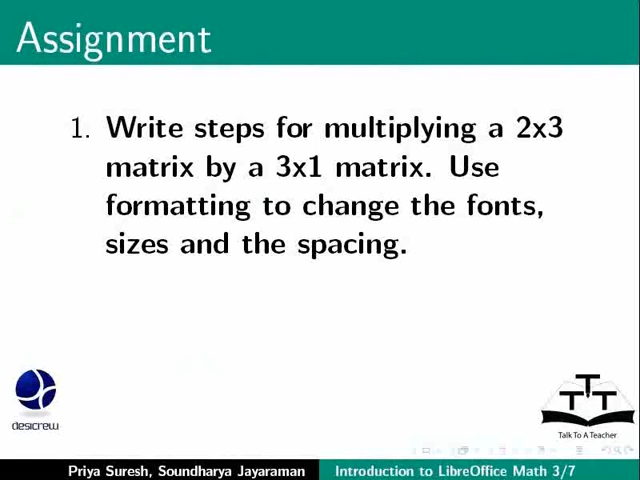 Assignment
1. Write steps for multiplying a 2x3
matrix by a 3x1 matrix. Use
formatting to change the fonts,
sizes and the spacing.
desicrew
T T T
Talk To A Teacher
Priya Suresh, Soundharya Jayaraman Introduction to LibreOffice Math 3/7